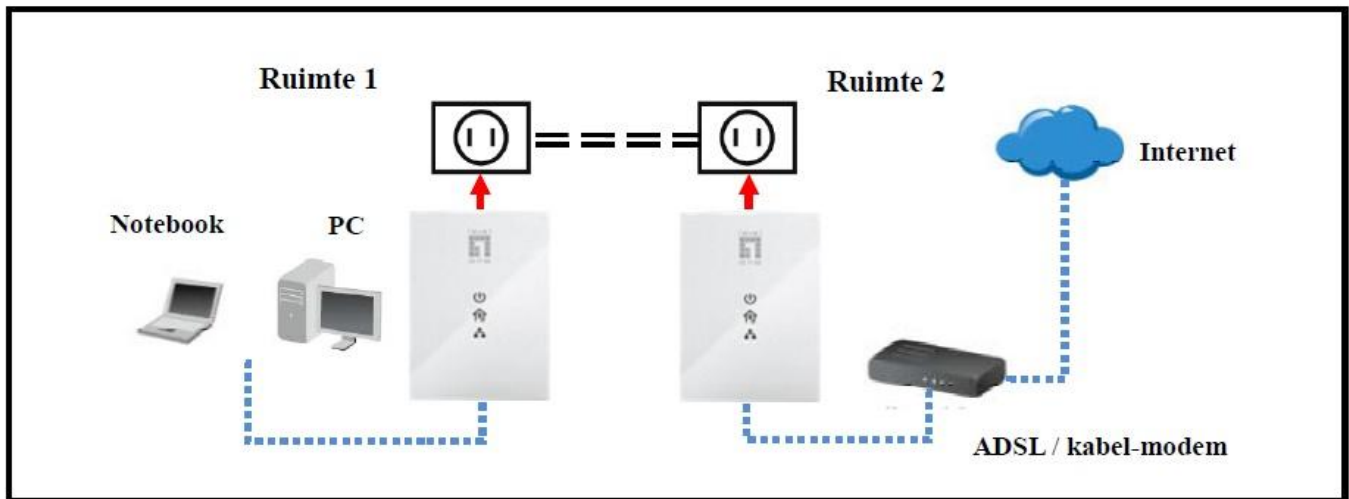 Ruimte 1
Ruimte 2
Internet
Notebook
PC
ADSL / kabel-modem